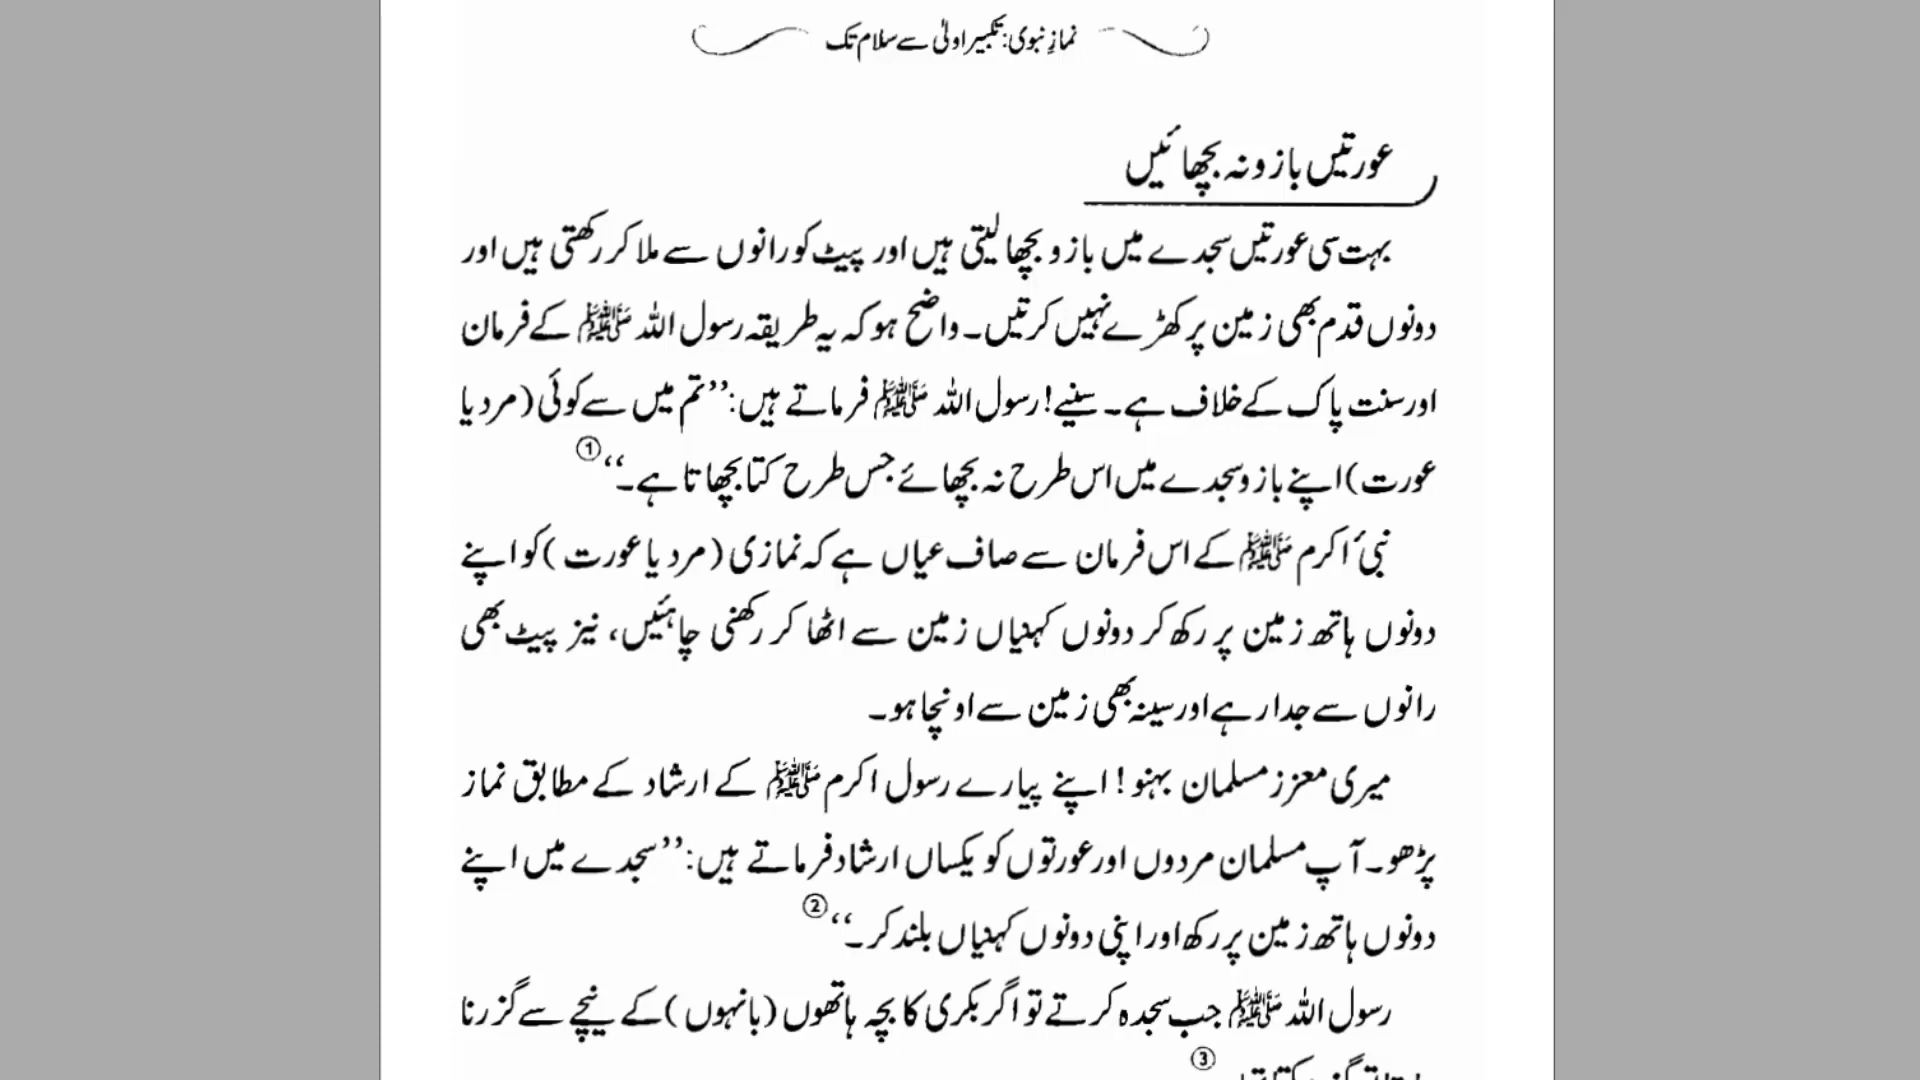 نمازِ نبوی: تکبیر اولیٰ سے سلام تک
عورتیں بازو نہ بچھائیں
بہت سی عورتیں سجدے میں بازو بچھا لیتی ہیں اور پیٹ کو رانوں سے ملا کر رکھتی ہیں اور
دونوں قدم بھی زمین پر کھڑے نہیں کرتیں۔ واضح ہو کہ یہ طریقہ رسول اللہ ﷺ کے فرمان
اور سنت پاک کے خلاف ہے۔ سنیے! رسول اللہ ﷺ فرماتے ہیں: ’’تم میں سے کوئی (مرد یا
عورت) اپنے بازو سجدے میں اس طرح نہ بچھائے جس طرح کتا بچھاتا ہے۔‘‘ ①
نبیٔ اکرم ﷺ کے اس فرمان سے صاف عیاں ہے کہ نمازی (مرد یا عورت) کو اپنے
دونوں ہاتھ زمین پر رکھ کر دونوں کہنیاں زمین سے اٹھا کر رکھنی چاہئیں، نیز پیٹ بھی
رانوں سے جدا رہے اور سینہ بھی زمین سے اونچا ہو۔
میری معزز مسلمان بہنو! اپنے پیارے رسول اکرم ﷺ کے ارشاد کے مطابق نماز
پڑھو۔ آپ مسلمان مردوں اور عورتوں کو یکساں ارشاد فرماتے ہیں: ’’سجدے میں اپنے
دونوں ہاتھ زمین پر رکھ اور اپنی دونوں کہنیاں بلند کر۔‘‘ ②
رسول اللہ ﷺ جب سجدہ کرتے تو اگر بکری کا بچہ ہاتھوں (بانہوں) کے نیچے سے گزرنا
③